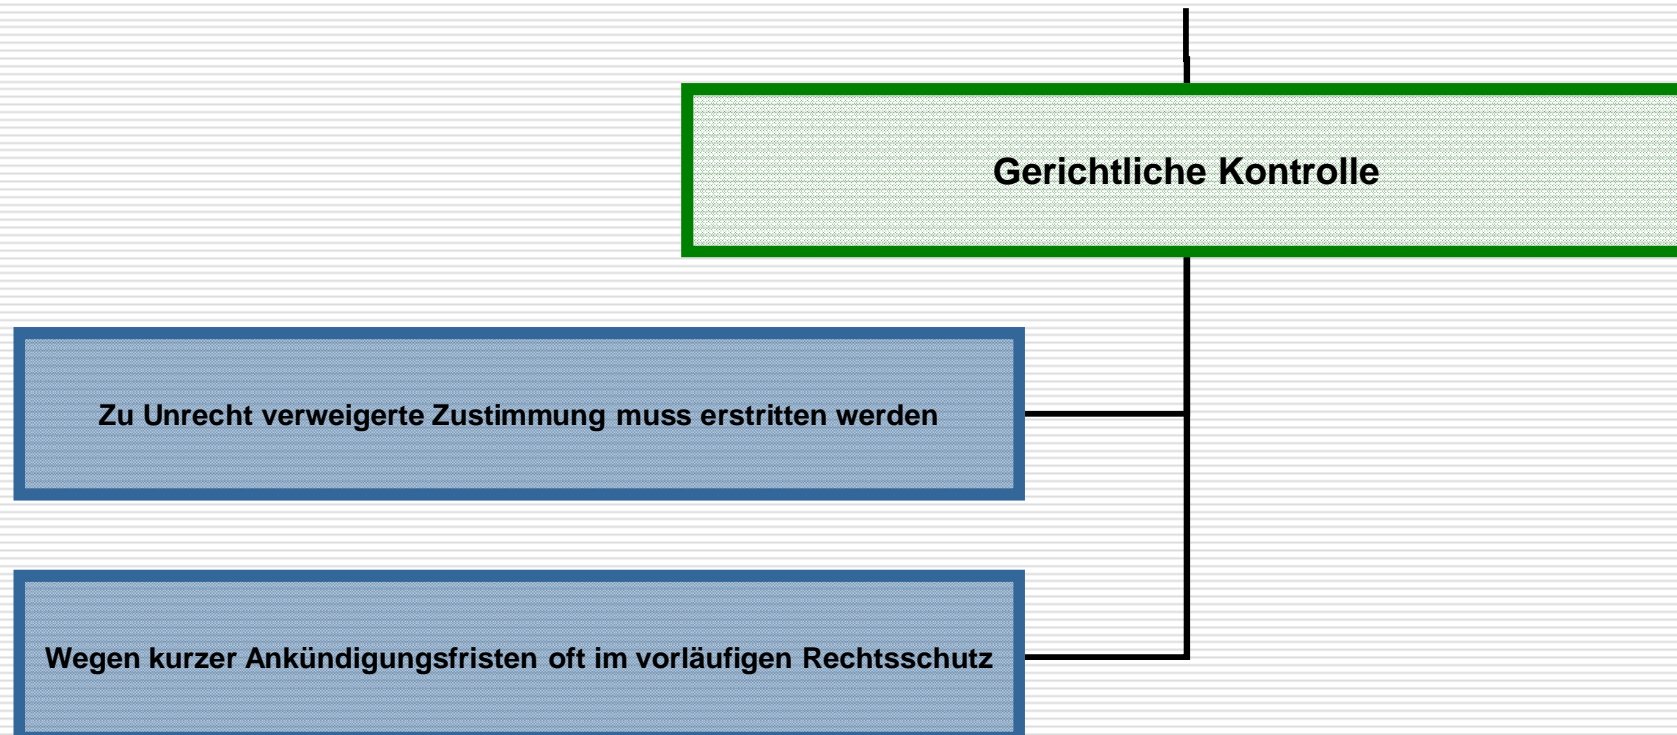 Gerichtliche Kontrolle
Zu Unrecht verweigerte Zustimmung muss erstritten werden
Wegen kurzer Ankündigungsfristen oft im vorläufigen Rechtsschutz